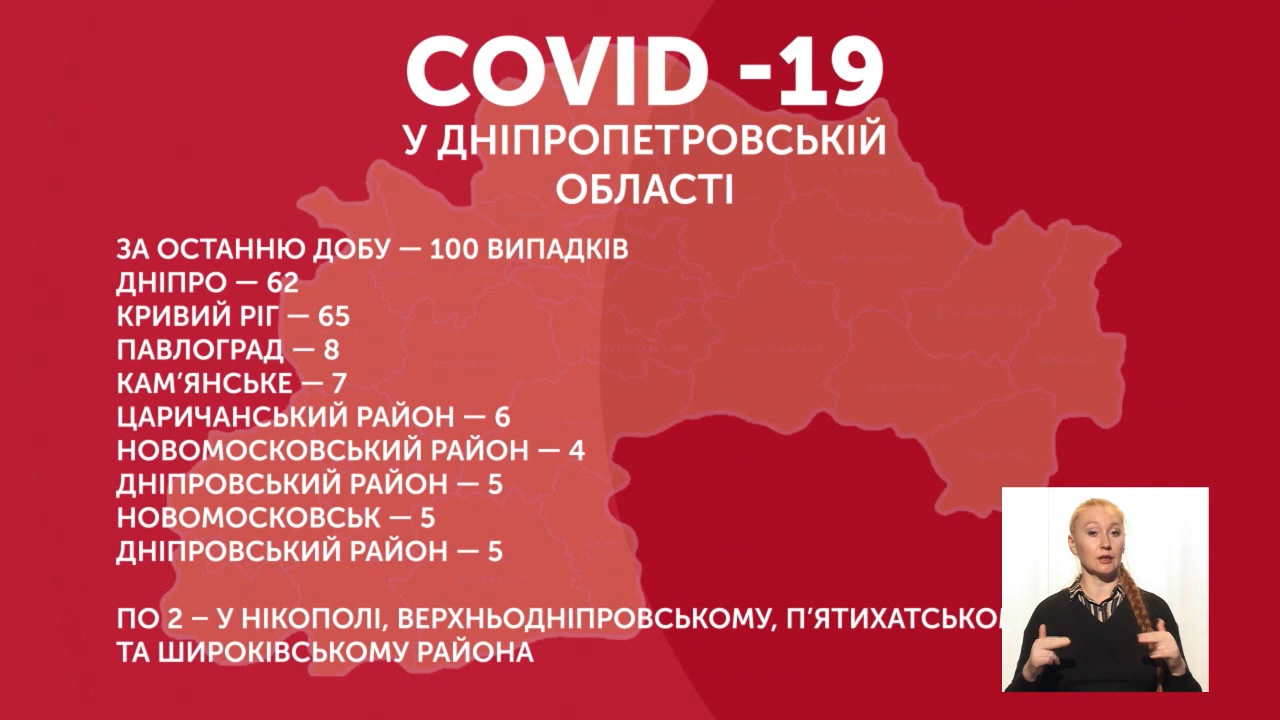 COVID -19
У ДНІПРОПЕТРОВСЬКІЙ
ОБЛАСТІ
ЗА ОСТАННЮ ДОБУ — 100 ВИПАДКІВ
ДНІПРО — 62
КРИВИЙ РІГ — 65
ПАВЛОГРАД — 8
КАМ’ЯНСЬКЕ — 7
ЦАРИЧАНСЬКИЙ РАЙОН — 6
НОВОМОСКОВСЬКИЙ РАЙОН — 4
ДНІПРОВСЬКИЙ РАЙОН — 5
НОВОМОСКОВСЬК — 5
ДНІПРОВСЬКИЙ РАЙОН — 5
ПО 2 – У НІКОПОЛІ, ВЕРХНЬОДНІПРОВСЬКОМУ,
ТА ШИРОКІВСЬКОМУ РАЙОНА